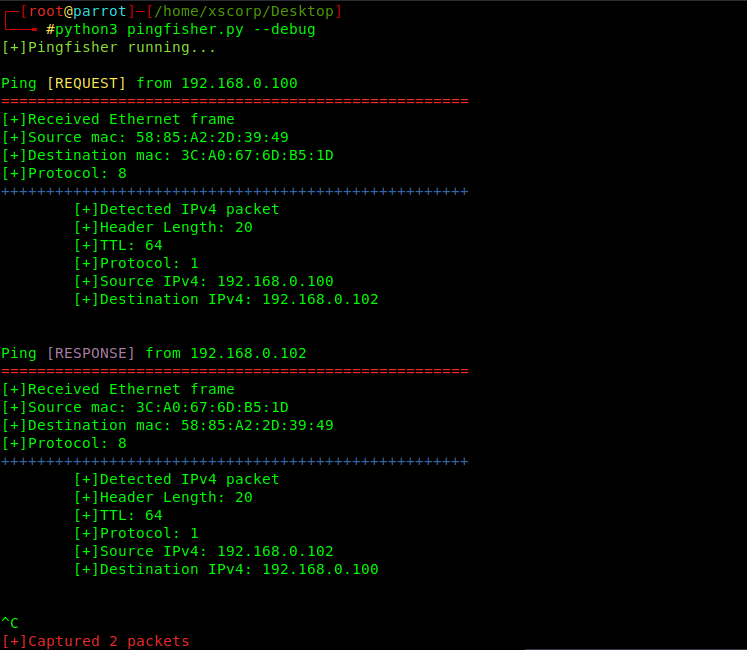 ┌─[root@parrot]─[/home/xscorp/Desktop]
└──╼ #python3 pingfisher.py --debug
[+]Pingfisher running...
Ping [REQUEST] from 192.168.0.100
====================================================
[+]Received Ethernet frame
[+]Source mac: 58:85:A2:2D:39:49
[+]Destination mac: 3C:A0:67:6D:B5:1D
[+]Protocol: 8
++++++++++++++++++++++++++++++++++++++++++++++++++++
[+]Detected IPv4 packet
[+]Header Length: 20
[+]TTL: 64
[+]Protocol: 1
[+]Source IPv4: 192.168.0.100
[+]Destination IPv4: 192.168.0.102
Ping [RESPONSE] from 192.168.0.102
====================================================
[+]Received Ethernet frame
[+]Source mac: 3C:A0:67:6D:B5:1D
[+]Destination mac: 58:85:A2:2D:39:49
[+]Protocol: 8
++++++++++++++++++++++++++++++++++++++++++++++++++++
[+]Detected IPv4 packet
[+]Header Length: 20
[+]TTL: 64
[+]Protocol: 1
[+]Source IPv4: 192.168.0.102
[+]Destination IPv4: 192.168.0.100
^C
[+]Captured 2 packets